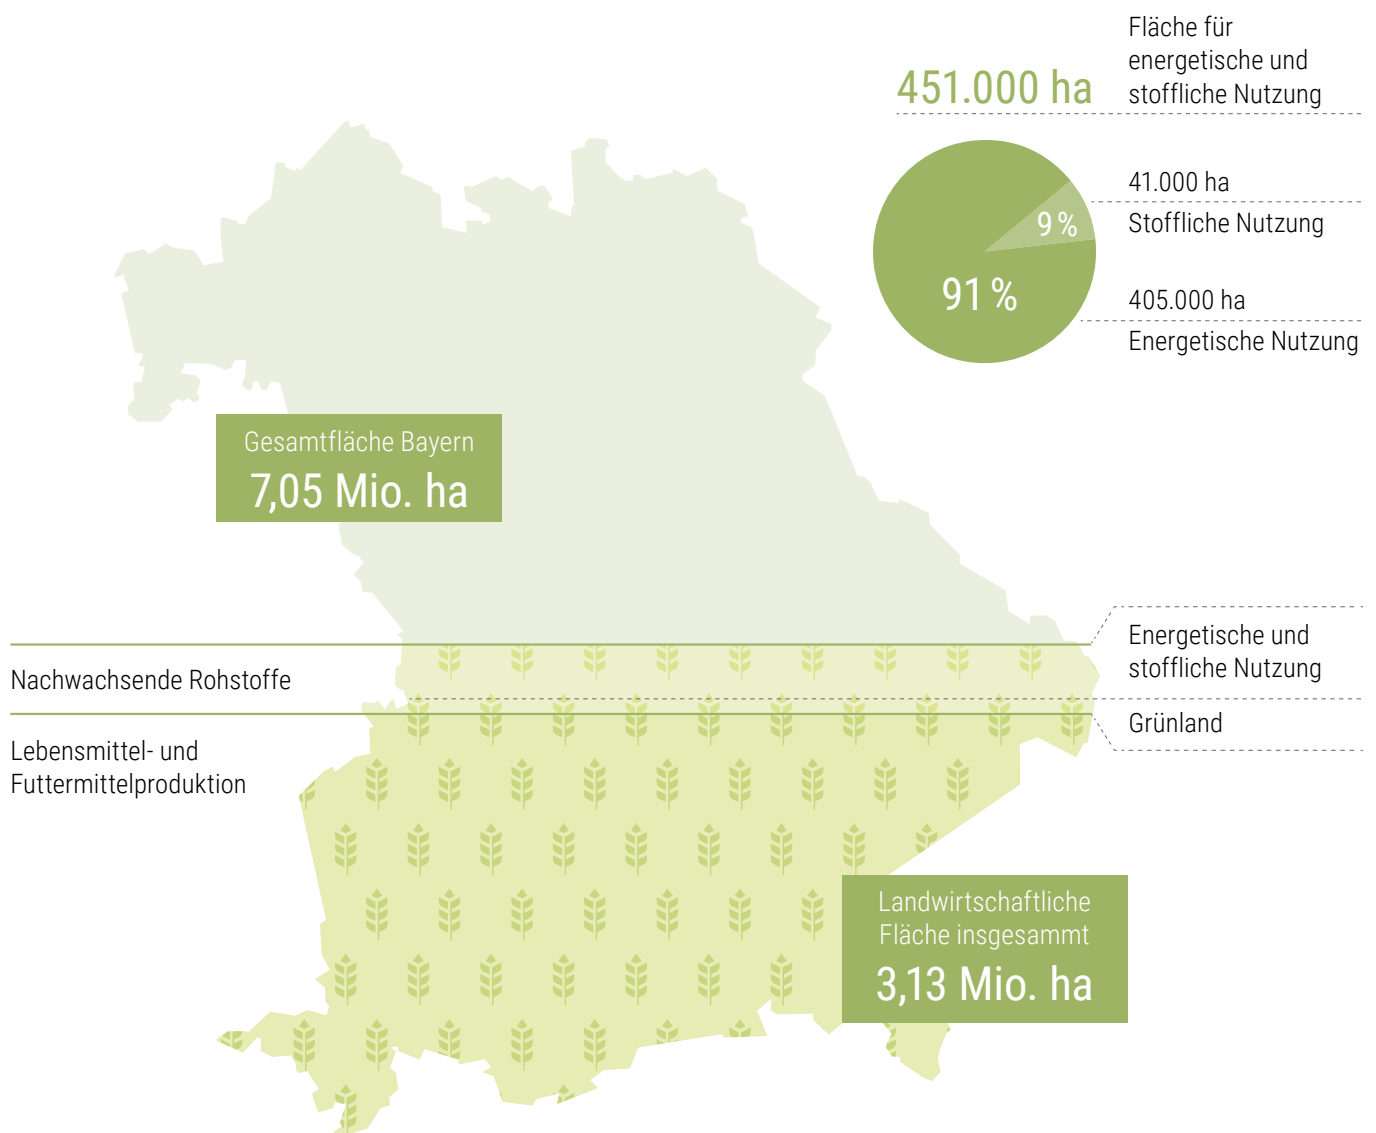 Fläche für
energetische und
stoffliche Nutzung
451.000 ha
41.000 ha
Stoffliche Nutzung
9 %
91 %
405.000 ha
Energetische Nutzung
Gesamtfläche Bayern
7,05 Mio. ha
Energetische und
stoffliche Nutzung
Nachwachsende Rohstoffe
Grünland
Lebensmittel- und
Futtermittelproduktion
Landwirtschaftliche
Fläche insgesammt
3,13 Mio. ha